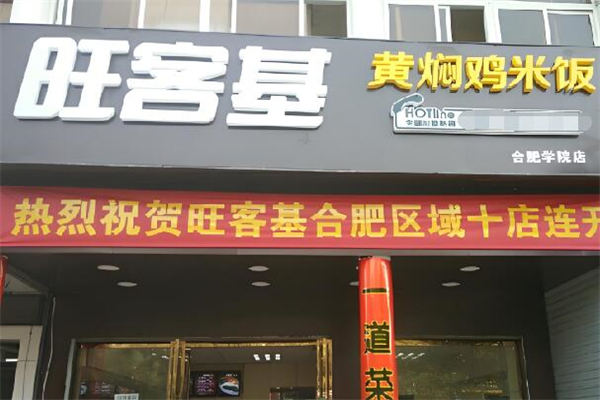 旺客基
黄焖鸡米饭
HOTline
合肥学院店
热烈祝贺旺客基合肥区域十店连开
一道菜